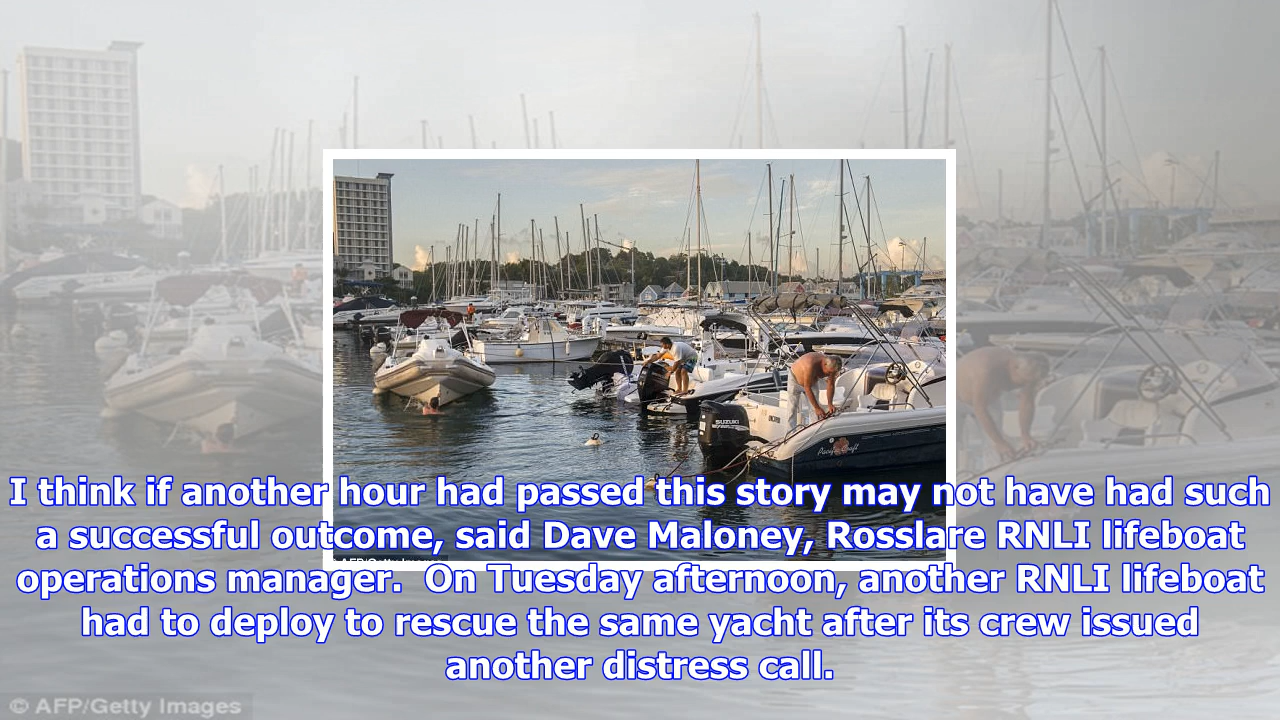 SUZUKI
I think if another hour had passed this story may not have had such
a successful outcome, said Dave Maloney, Rosslare RNLI lifeboat
operations manager.  On Tuesday afternoon, another RNLI lifeboat
had to deploy to rescue the same yacht after its crew issued
another distress call.
© AFP/Getty Images